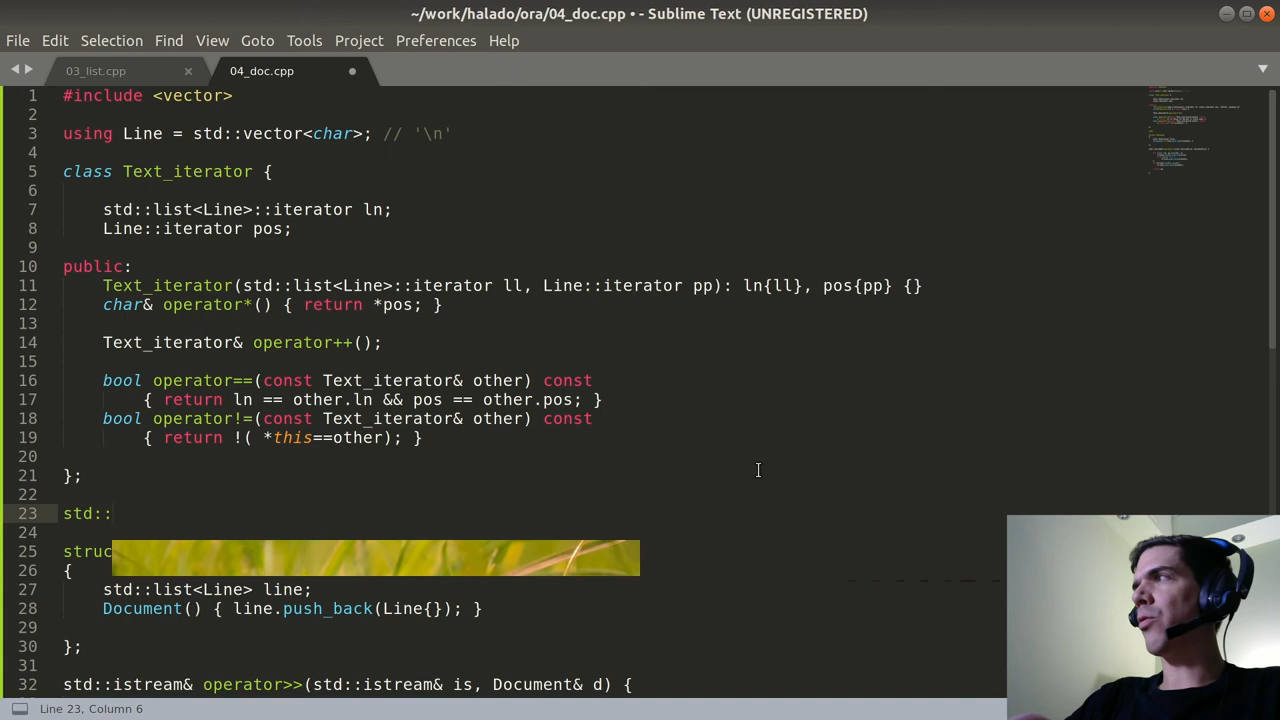 ~/work/halado/ora/04_doc.cpp • - Sublime Text (UNREGISTERED)
File Edit Selection Find View Goto Tools Project Preferences Help
03_list.cpp 04_doc.cpp
1 #include <vector>
2
3 using Line = std::vector<char>; // '\n'
4
5 class Text_iterator {
6
7 std::list<Line>::iterator ln;
8 Line::iterator pos;
9
10 public:
11 Text_iterator(std::list<Line>::iterator ll, Line::iterator pp): ln{ll}, pos{pp} {}
12 char& operator*() { return *pos; }
13
14 Text_iterator& operator++();
15
16 bool operator==(const Text_iterator& other) const
17 { return ln == other.ln && pos == other.pos; }
18 bool operator!=(const Text_iterator& other) const
19 { return !( *this==other); }
20
21 };
22
23 std::
24
25 struc
26 {
27 std::list<Line> line;
28 Document() { line.push_back(Line{}); }
29
30 };
31
32 std::istream& operator>>(std::istream& is, Document& d) {
Line 23, Column 6